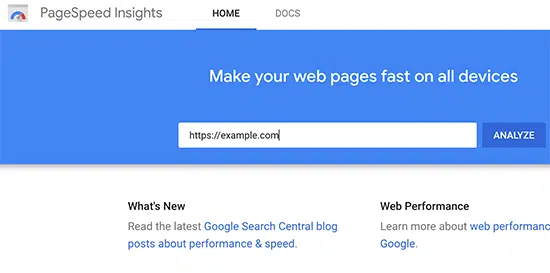 PageSpeed Insights HOME DOCS
Make your web pages fast on all devices
https://example.com ANALYZE
What's New
Read the latest Google Search Central blog
posts about performance & speed.
Web Performance
Learn more about web performanc
Google.